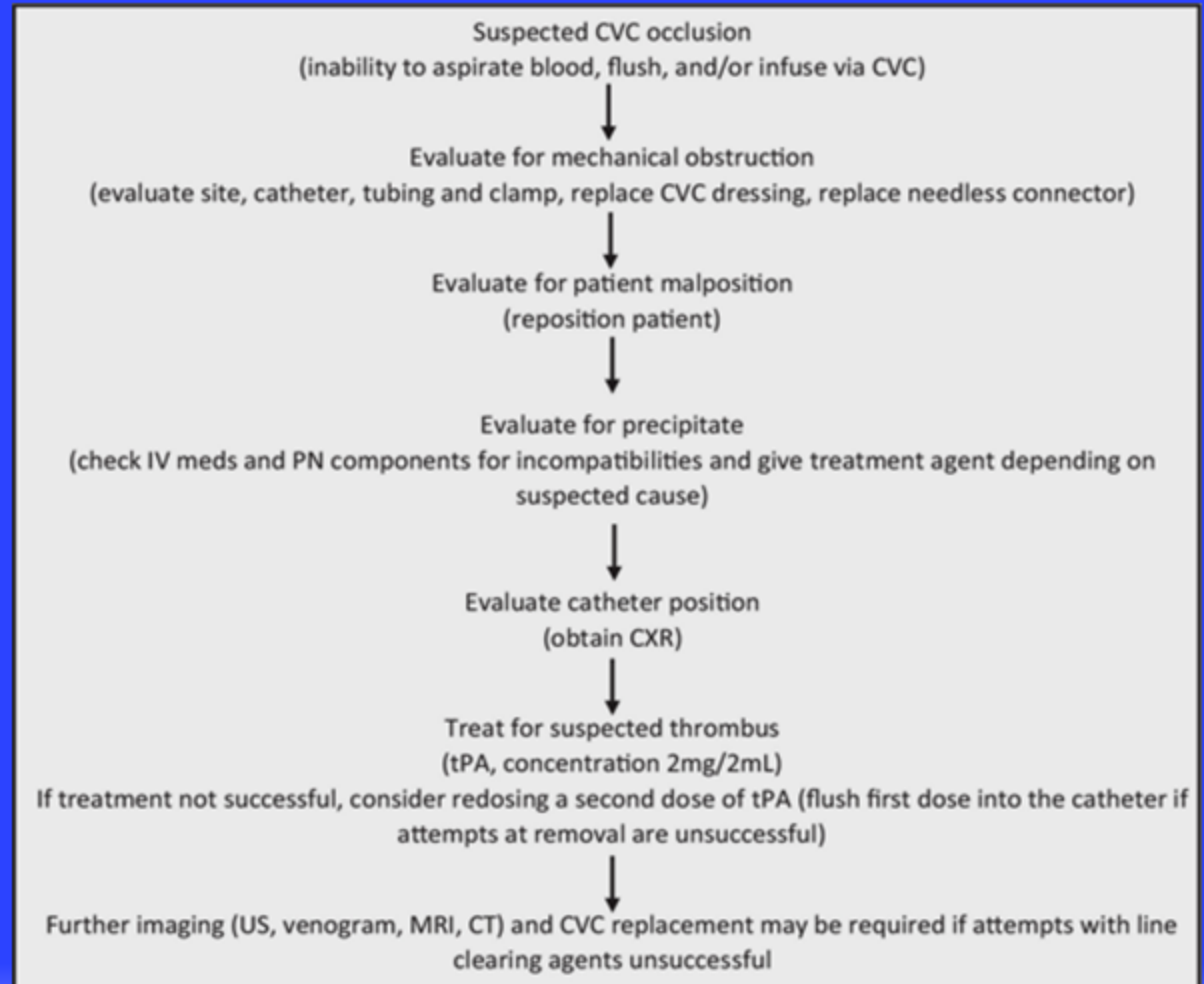 Suspected CVC occlusion
(inability to aspirate blood, flush, and/or infuse via CVC)
Evaluate for mechanical obstruction
(evaluate site, catheter, tubing and clamp, replace CVC dressing, replace needless connector)
Evaluate for patient malposition
(reposition patient)
Evaluate for precipitate
(check IV meds and PN components for incompatibilities and give treatment agent depending on
suspected cause)
Evaluate catheter position
(obtain CXR)
Treat for suspected thrombus
(tPA, concentration 2mg/2mL)
If treatment not successful, consider redosing a second dose of tPA (flush first dose into the catheter if
attempts at removal are unsuccessful)
Further imaging (US, venogram, MRI, CT) and CVC replacement may be required if attempts with line
clearing agents unsuccessful